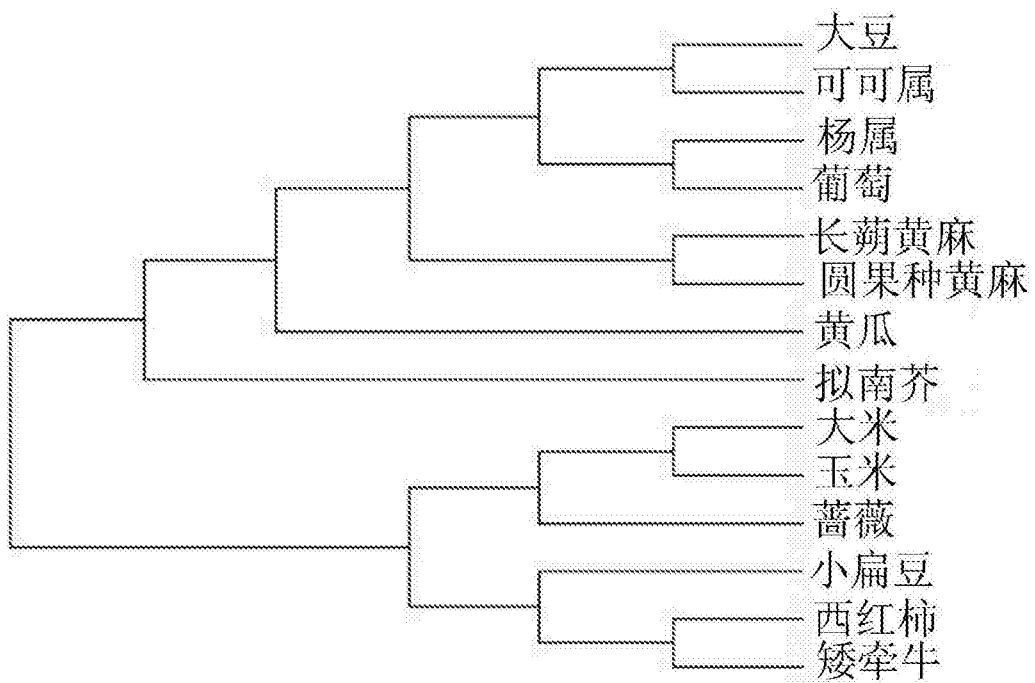 大豆
可可属
杨属
葡萄
长蒴黄麻
圆果种黄麻
黄瓜
拟南芥
大米
玉米
蔷薇
小扁豆
西红柿
矮牵牛